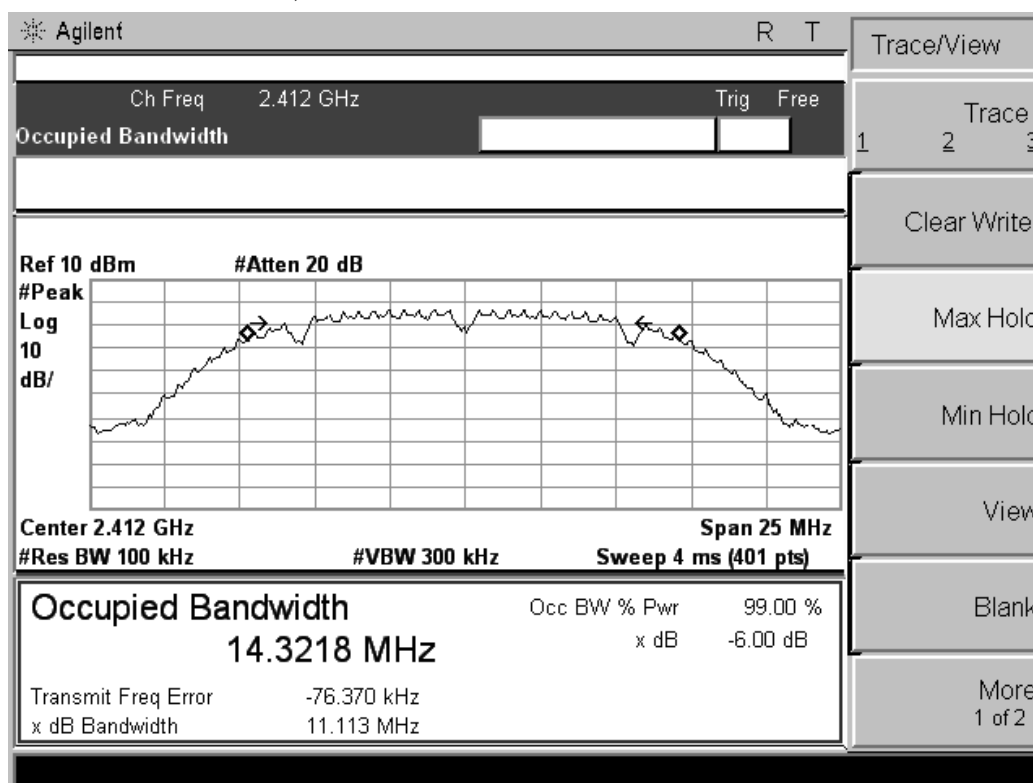 Agilent R T
Trace/View
Ch Freq 2.412 GHz Trig Free
Occupied Bandwidth
Trace
1 2
Clear Write
Ref 10 dBm #Atten 20 dB
#Peak
Log
10
dB/
Max Hold
Min Hold
View
Center 2.412 GHz Span 25 MHz
#Res BW 100 kHz #VBW 300 kHz Sweep 4 ms (401 pts)
Occupied Bandwidth
14.3218 MHz
Occ BW % Pwr 99.00 %
x dB -6.00 dB
Transmit Freq Error -76.370 kHz
x dB Bandwidth 11.113 MHz
Blank
More
1 of 2